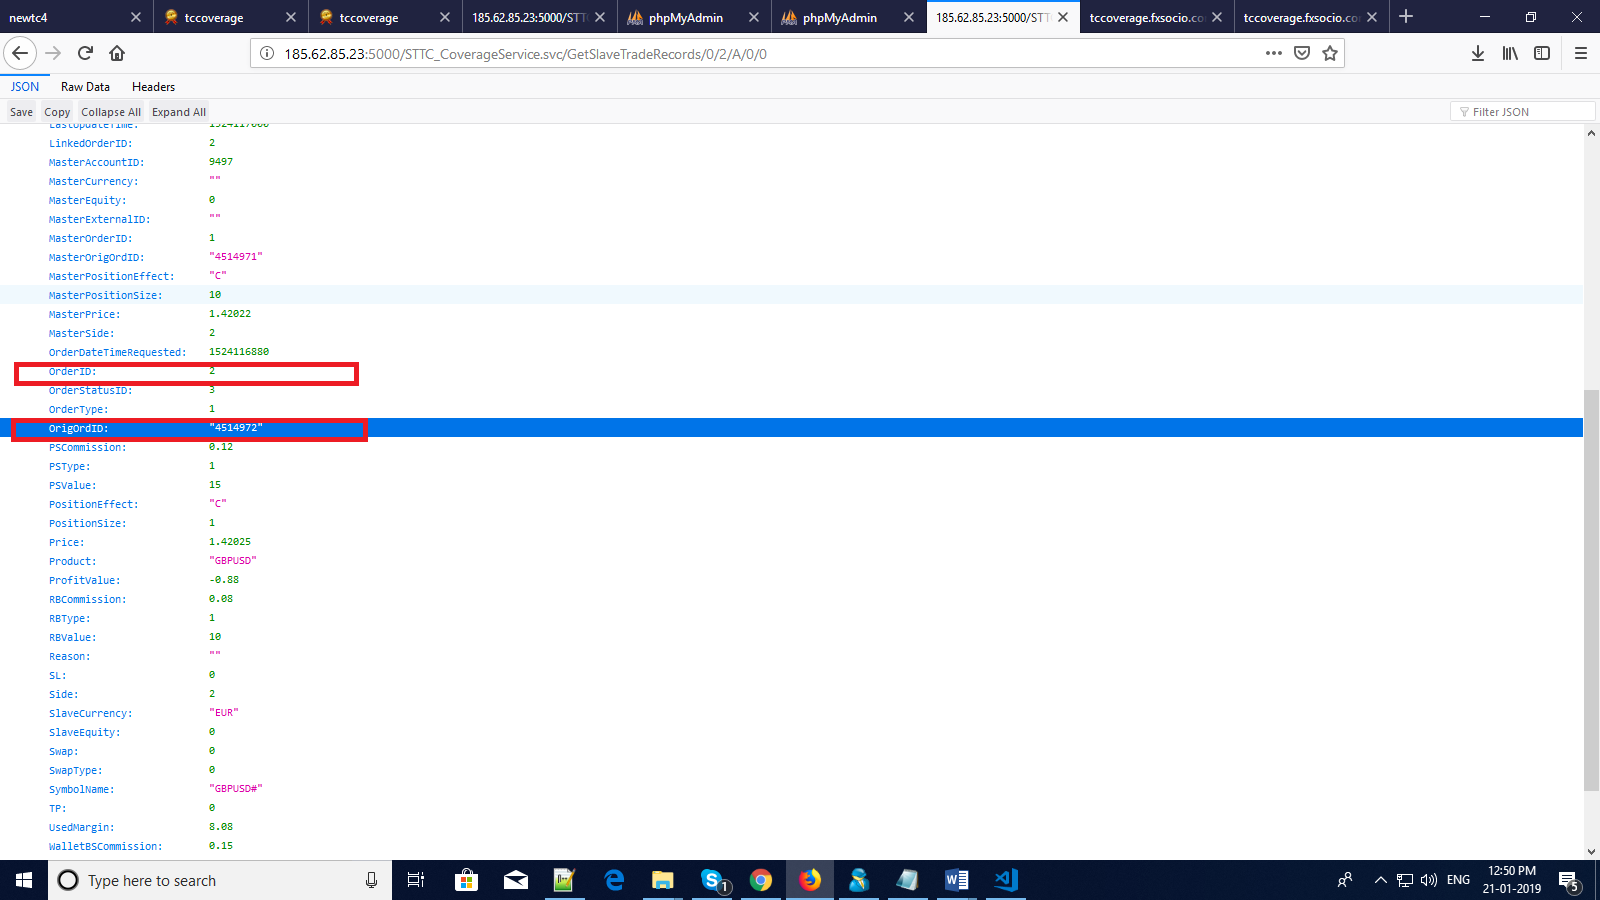 newtc4
tccoverage
tccoverage
185.62.85.23:5000/STT
phpMyAdmin
phpMyAdmin
185.62.85.23:5000/STT
tccoverage.fxsocio.co
tccoverage.fxsocio.co
185.62.85.23:5000/STTC_CoverageService.svc/GetSlaveTradeRecords/0/2/A/0/0
JSON Raw Data Headers
Save Copy Collapse All Expand All Filter JSON
LastUpdateTime: 1524117000
LinkedOrderID: 2
MasterAccountID: 9497
MasterCurrency: ""
MasterEquity: 0
MasterExternalID: ""
MasterOrderID: 1
MasterOrigOrdID: "4514971"
MasterPositionEffect: "C"
MasterPositionSize: 10
MasterPrice: 1.42022
MasterSide: 2
OrderDateTimeRequested: 1524116880
OrderID: 2
OrderStatusID: 3
OrderType: 1
OrigOrdID: "4514972"
PSCommission: 0.12
PSType: 1
PSValue: 15
PositionEffect: "C"
PositionSize: 1
Price: 1.42025
Product: "GBPUSD"
ProfitValue: -0.88
RBCommission: 0.08
RBType: 1
RBValue: 10
Reason: ""
SL: 0
Side: 2
SlaveCurrency: "EUR"
SlaveEquity: 0
Swap: 0
SwapType: 0
SymbolName: "GBPUSD#"
TP: 0
UsedMargin: 8.08
WalletBSCommission: 0.15
Type here to search
1
ENG
12:50 PM
21-01-2019
5